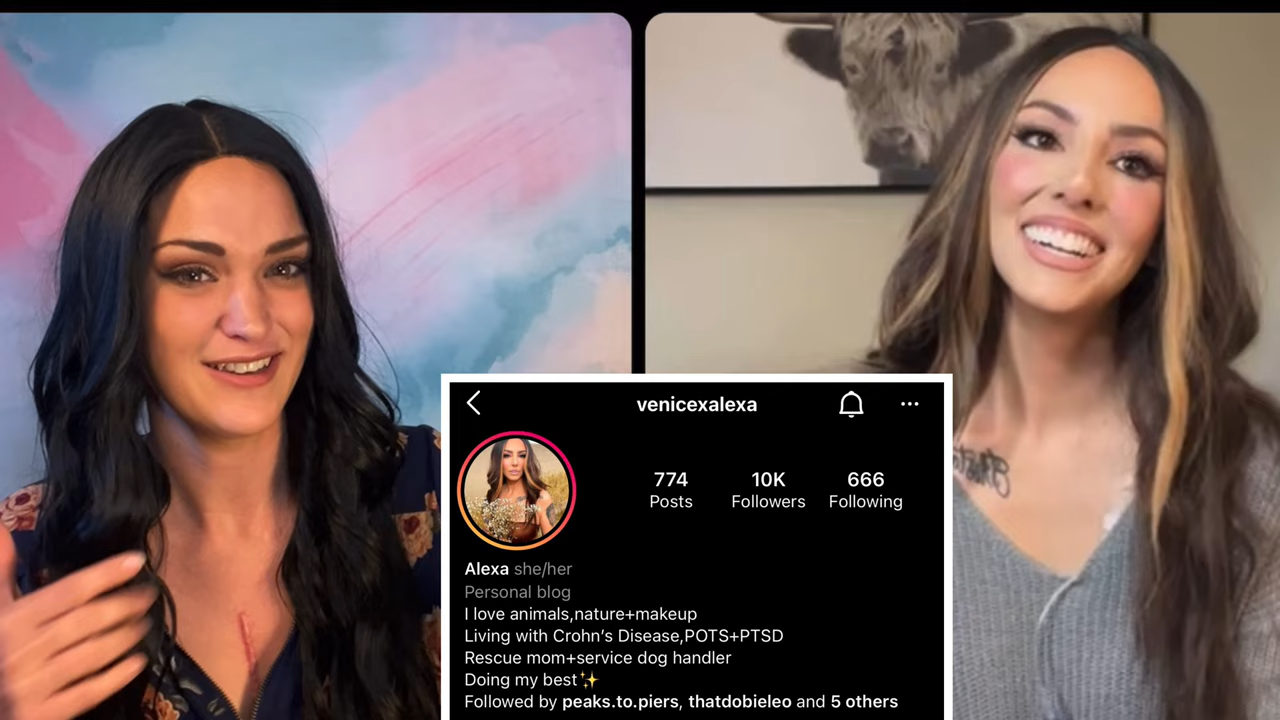 venicexalexa
774 10K 666
Posts Followers Following
Alexa she/her
Personal blog
I love animals,nature+makeup
Living with Crohn's Disease,POTS+PTSD
Rescue mom+service dog handler
Doing my best✨
Followed by peaks.to.piers, thatdobieleo and 5 others